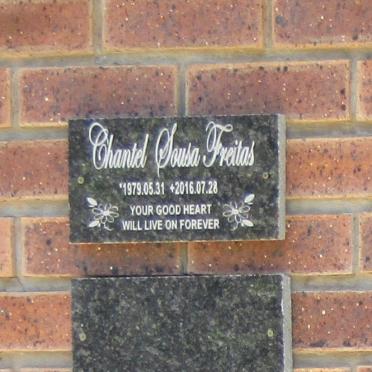 Chantel Sousa Freitas
*1979.05.31 +2016.07.28
YOUR GOOD HEART
WILL LIVE ON FOREVER